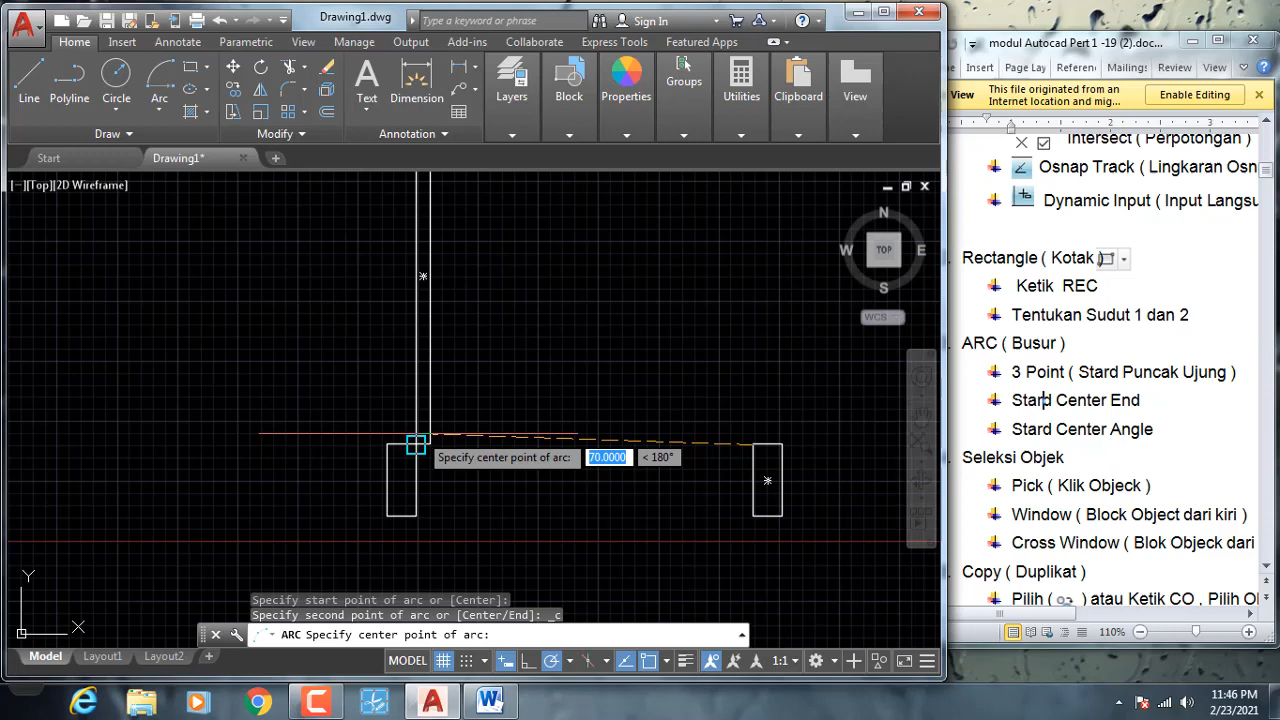 Drawing1.dwg
Type a keyword or phrase
Sign In
Home Insert Annotate Parametric View Manage Output Add-ins Collaborate Express Tools Featured Apps
Line Polyline Circle Arc Text Dimension Layers Block Properties Groups Utilities Clipboard View
Draw Modify Annotation
Start Drawing1*
[−][Top][2D Wireframe]
N
W TOP E
S
WCS
Specify center point of arc: 70.0000 < 180°
Y
X
Specify start point of arc or [Center]:
Specify second point of arc or [Center/End]: _c
ARC Specify center point of arc:
Model Layout1 Layout2
MODEL 1:1
modul Autocad Pert 1 -19 (2).doc...
Insert Page Lay Referenc Mailings Review View
View This file originated from an Internet location and mig... Enable Editing
1 2 3
Intersect ( Perpotongan )
Osnap Track ( Lingkaran Osn
Dynamic Input ( Input Langsu
Rectangle ( Kotak )
Ketik REC
Tentukan Sudut 1 dan 2
ARC ( Busur )
3 Point ( Stard Puncak Ujung )
Stard Center End
Stard Center Angle
Seleksi Objek
Pick ( Klik Objeck )
Window ( Block Object dari kiri )
Cross Window ( Blok Objeck dari
Copy ( Duplikat )
Pilih ( ) atau Ketik CO , Pilih O
110%
11:46 PM
2/23/2021